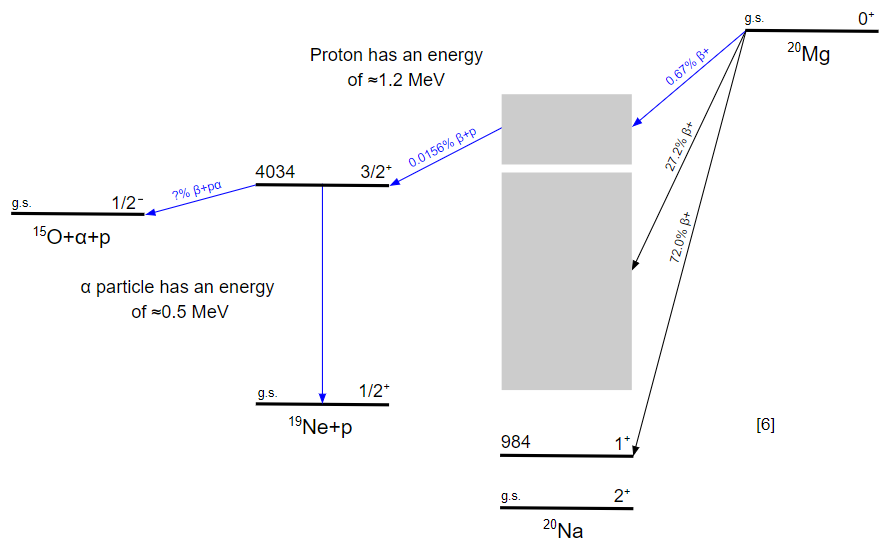 g.s. 0⁺
²⁰Mg
Proton has an energy
of ≈1.2 MeV
0.67% β+
27.2% β+
72.0% β+
0.0156% β+p
4034 3/2⁺
?% β+pα
g.s. 1/2⁻
¹⁵O+α+p
α particle has an energy
of ≈0.5 MeV
g.s. 1/2⁺
¹⁹Ne+p
[6]
984 1⁺
g.s. 2⁺
²⁰Na